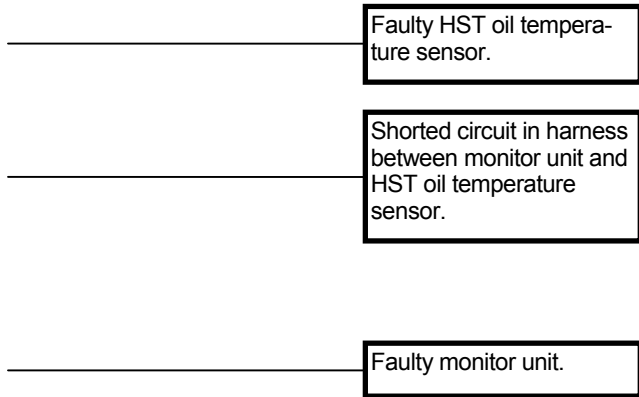 Faulty HST oil tempera-
ture sensor.
Shorted circuit in harness
between monitor unit and
HST oil temperature
sensor.
Faulty monitor unit.